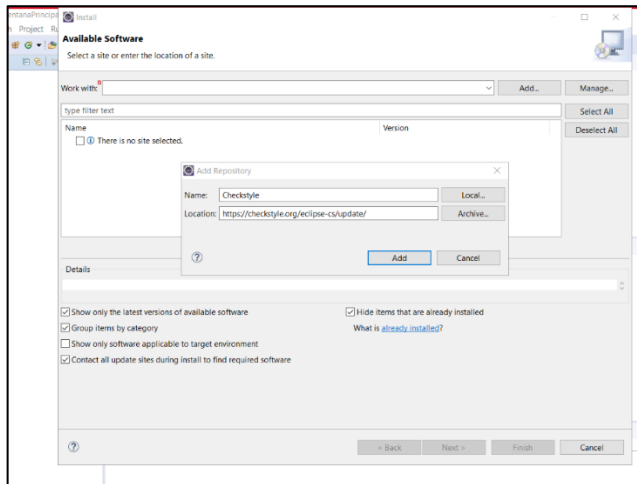 entanaPrincipa
Install
n Project Ru
Available Software
Select a site or enter the location of a site.
Work with:
Add...
Manage...
type filter text
Select All
Name
Version
Deselect All
There is no site selected.
Add Repository
Name:
Checkstyle
Local...
Location:
https://checkstyle.org/eclipse-cs/update/
Archive...
Add
Cancel
Details
Show only the latest versions of available software
Hide items that are already installed
Group items by category
What is already installed?
Show only software applicable to target environment
Contact all update sites during install to find required software
< Back
Next >
Finish
Cancel